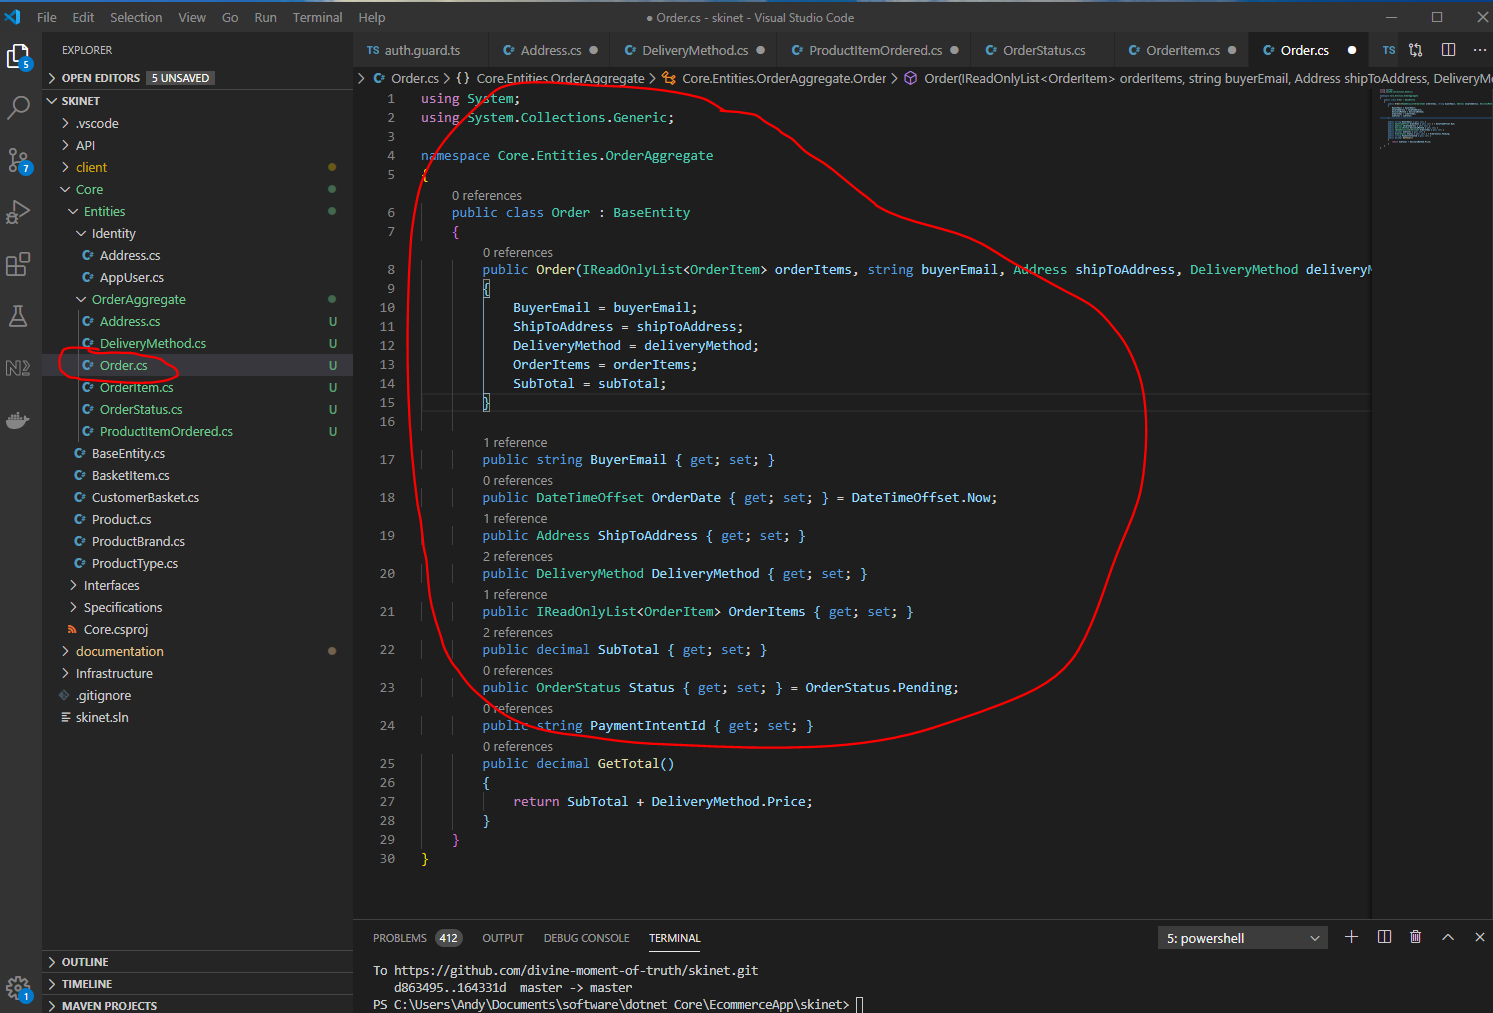 File Edit Selection View Go Run Terminal Help
● Order.cs - skinet - Visual Studio Code
EXPLORER
OPEN EDITORS 5 UNSAVED
SKINET
.vscode
API
client
Core
Entities
Identity
C# Address.cs
C# AppUser.cs
OrderAggregate
C# Address.cs U
C# DeliveryMethod.cs U
C# Order.cs U
C# OrderItem.cs U
C# OrderStatus.cs U
C# ProductItemOrdered.cs U
C# BaseEntity.cs
C# BasketItem.cs
C# CustomerBasket.cs
C# Product.cs
C# ProductBrand.cs
C# ProductType.cs
Interfaces
Specifications
Core.csproj
documentation
Infrastructure
.gitignore
skinet.sln
OUTLINE
TIMELINE
MAVEN PROJECTS
5
7
1
TS auth.guard.ts C# Address.cs ● C# DeliveryMethod.cs ● C# ProductItemOrdered.cs ● C# OrderStatus.cs C# OrderItem.cs ● C# Order.cs ● TS
> C# Order.cs > {} Core.Entities.OrderAggregate > Core.Entities.OrderAggregate.Order > Order(IReadOnlyList<OrderItem> orderItems, string buyerEmail, Address shipToAddress, DeliveryM
1 using System;
2 using System.Collections.Generic;
3
4 namespace Core.Entities.OrderAggregate
5 {
0 references
6 public class Order : BaseEntity
7 {
0 references
8 public Order(IReadOnlyList<OrderItem> orderItems, string buyerEmail, Address shipToAddress, DeliveryMethod deliveryM
9 {
10 BuyerEmail = buyerEmail;
11 ShipToAddress = shipToAddress;
12 DeliveryMethod = deliveryMethod;
13 OrderItems = orderItems;
14 SubTotal = subTotal;
15 }
16
1 reference
17 public string BuyerEmail { get; set; }
0 references
18 public DateTimeOffset OrderDate { get; set; } = DateTimeOffset.Now;
1 reference
19 public Address ShipToAddress { get; set; }
2 references
20 public DeliveryMethod DeliveryMethod { get; set; }
1 reference
21 public IReadOnlyList<OrderItem> OrderItems { get; set; }
2 references
22 public decimal SubTotal { get; set; }
0 references
23 public OrderStatus Status { get; set; } = OrderStatus.Pending;
0 references
24 public string PaymentIntentId { get; set; }
0 references
25 public decimal GetTotal()
26 {
27 return SubTotal + DeliveryMethod.Price;
28 }
29 }
30 }
PROBLEMS 412 OUTPUT DEBUG CONSOLE TERMINAL 5: powershell
To https://github.com/divine-moment-of-truth/skinet.git
d863495..164331d master -> master
PS C:\Users\Andy\Documents\software\dotnet Core\EcommerceApp\skinet>